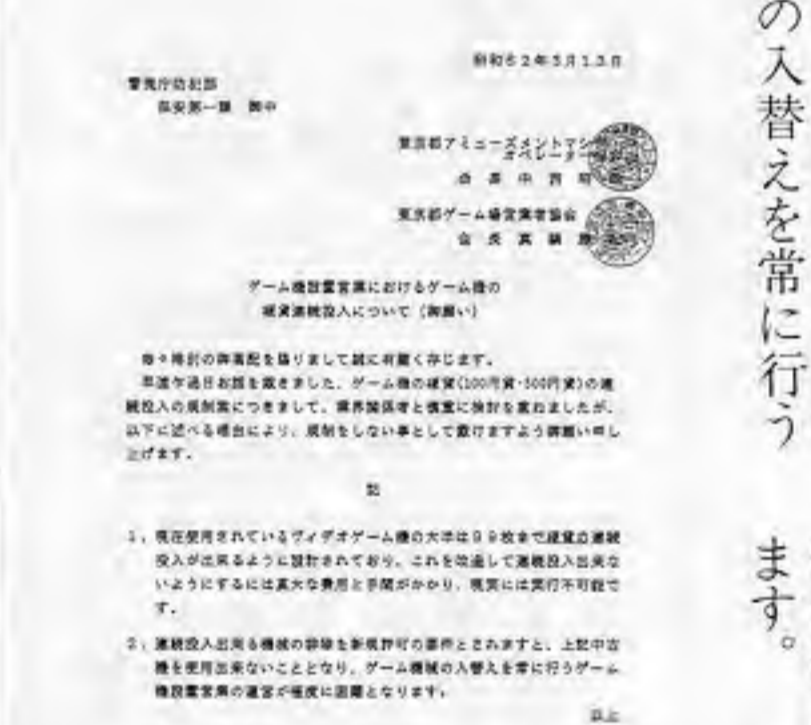 昭和62年3月13日
警視庁防犯部
保安第一課 御中
東京都アミューズメントマシン
オペレーター
会長 中西
東京都ゲーム場営業者協会
会長 真鍋 勝
ゲーム機設置営業におけるゲーム機の
硬貨連続投入について(御願い)
毎々格別の御高配を賜りまして誠に有難く存じます。
早速乍過日お話を戴きました、ゲーム機の硬貨(100円貨・500円貨)の連
続投入の規制案につきまして、業界関係者と慎重に検討を重ねましたが、
以下に述べる理由により、規制をしない事として戴けますよう御願い申し
上げます。
記
1、現在使用されているヴィデオゲーム機の大半は99枚まで硬貨の連続
投入が出来るように設計されており、これを改造して連続投入出来な
いようにするには莫大な費用と手間がかかり、現実には実行不可能で
す。
2、連続投入出来る機械の排除を新規許可の要件とされますと、上記中古
機を使用出来ないこととなり、ゲーム機械の入替えを常に行うゲーム
機設置営業の運営が極度に困難となります。
以上
の入替えを常に行う
ます。